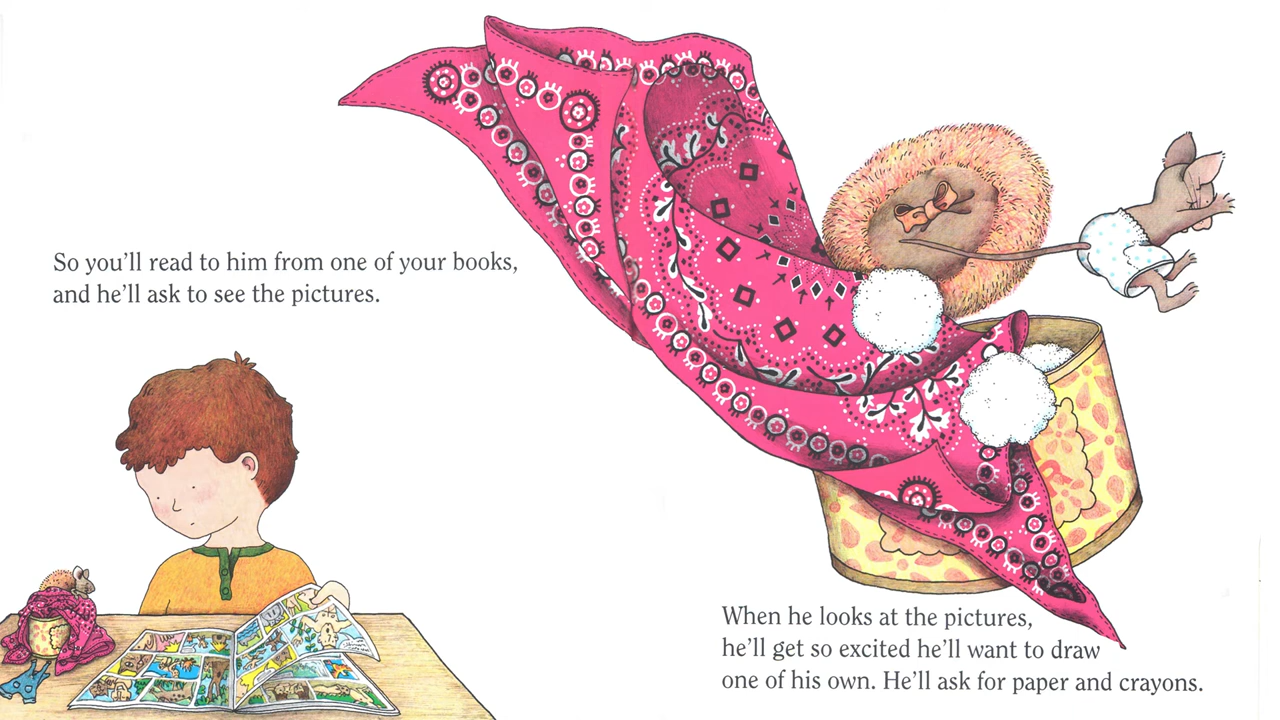 So you'll read to him from one of your books,
and he'll ask to see the pictures.
When he looks at the pictures,
he'll get so excited he'll want to draw
one of his own. He'll ask for paper and crayons.